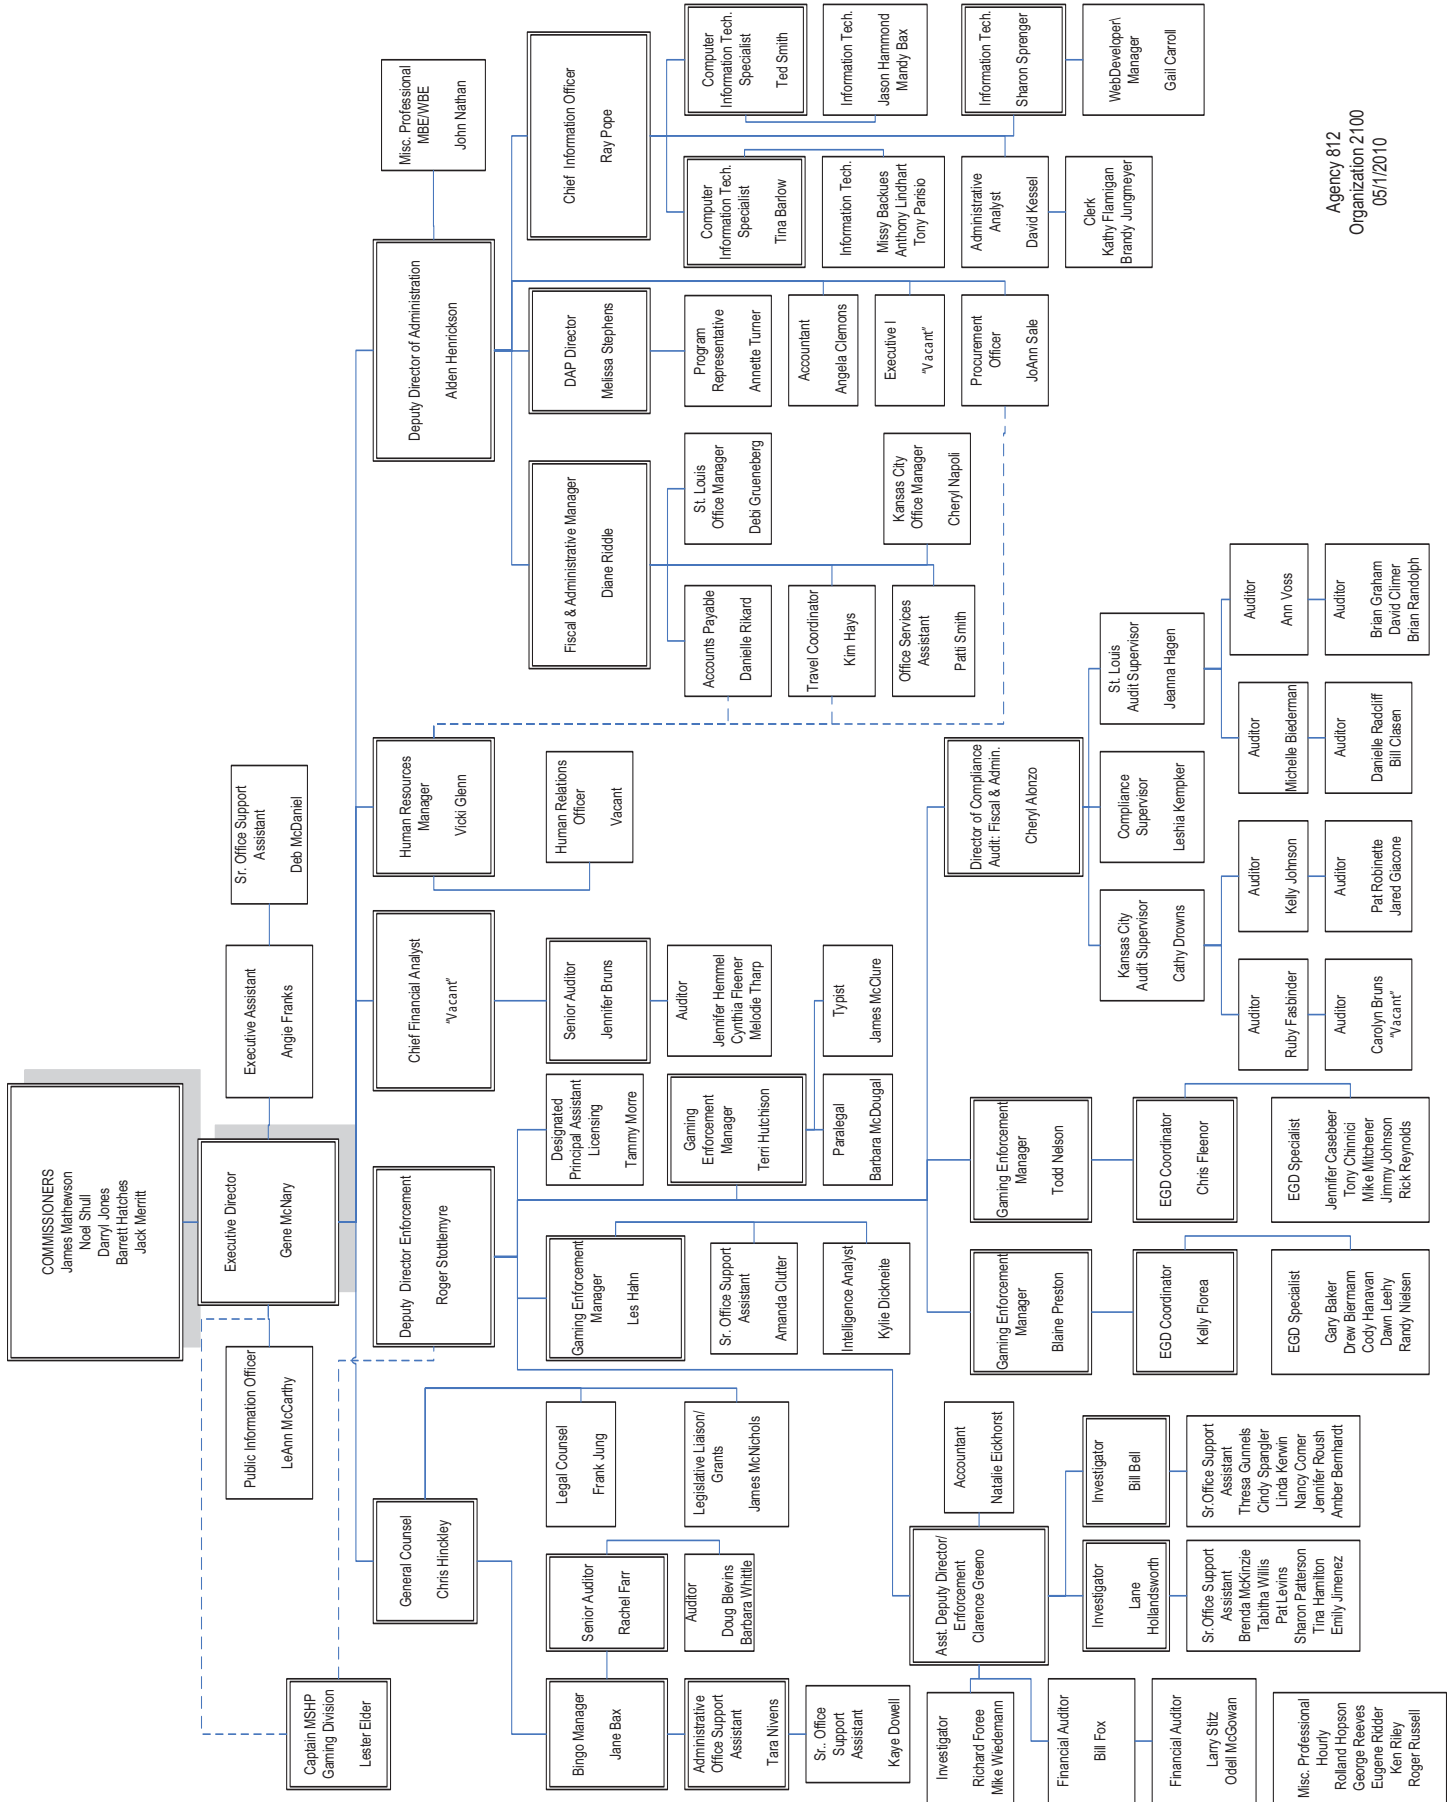 COMMISSIONERS
James Mathewson
Noel Shull
Darryl Jones
Barrett Hatches
Jack Merritt
Executive Director
Gene McNary
Public Information Officer
LeAnn McCarthy
Executive Assistant
Angie Franks
Sr. Office Support
Assistant
Deb McDaniel
Captain MSHP
Gaming Division
Lester Elder
General Counsel
Chris Hinckley
Deputy Director Enforcement
Roger Stottlemyre
Chief Financial Analyst
"Vacant"
Human Resources
Manager
Vicki Glenn
Deputy Director of Administration
Alden Henrickson
Misc. Professional
MBE/WBE
John Nathan
Bingo Manager
Jane Bax
Senior Auditor
Rachel Farr
Auditor
Doug Blevins
Barbara Whittle
Administrative
Office Support
Assistant
Tara Nivens
Sr.. Office
Support
Assistant
Kaye Dowell
Legal Counsel
Frank Jung
Legislative Liaison/
Grants
James McNichols
Gaming Enforcement
Manager
Les Hahn
Sr. Office Support
Assistant
Amanda Clutter
Intelligence Analyst
Kylie Dickneite
Designated
Principal Assistant
Licensing
Tammy Morre
Gaming
Enforcement
Manager
Terri Hutchison
Paralegal
Barbara McDougal
Typist
James McClure
Senior Auditor
Jennifer Bruns
Auditor
Jennifer Hemmel
Cynthia Fleener
Melodie Tharp
Human Relations
Officer
Vacant
Fiscal & Administrative Manager
Diane Riddle
Accounts Payable
Danielle Rikard
St. Louis
Office Manager
Debi Grueneberg
Travel Coordinator
Kim Hays
Office Services
Assistant
Patti Smith
Kansas City
Office Manager
Cheryl Napoli
DAP Director
Melissa Stephens
Program
Representative
Annette Turner
Accountant
Angela Clemons
Executive I
"Vacant"
Procurement
Officer
JoAnn Sale
Chief Information Officer
Ray Pope
Computer
Information Tech.
Specialist
Tina Barlow
Information Tech.
Missy Backues
Anthony Lindhart
Tony Parisio
Administrative
Analyst
David Kessel
Clerk
Kathy Flannigan
Brandy Jungmeyer
Computer
Information Tech.
Specialist
Ted Smith
Information Tech.
Jason Hammond
Mandy Bax
Information Tech.
Sharon Sprenger
WebDeveloper\
Manager
Gail Carroll
Asst. Deputy Director/
Enforcement
Clarence Greeno
Accountant
Natalie Eickhorst
Investigator
Richard Foree
Mike Wiedemann
Financial Auditor
Bill Fox
Financial Auditor
Larry Stitz
Odell McGowan
Misc. Professional
Hourly
Rolland Hopson
George Reeves
Eugene Ridder
Ken Riley
Roger Russell
Investigator
Lane
Hollandsworth
Sr.Office Support
Assistant
Brenda McKinzie
Tabitha Willis
Pat Levins
Sharon Patterson
Tina Hamilton
Emily Jimenez
Investigator
Bill Bell
Sr.Office Support
Assistant
Thresa Gunnels
Cindy Spangler
Linda Kerwin
Nancy Comer
Jennifer Roush
Amber Bernhardt
Gaming Enforcement
Manager
Blaine Preston
EGD Coordinator
Kelly Florea
EGD Specialist
Gary Baker
Drew Biermann
Cody Hanavan
Dawn Leehy
Randy Nielsen
Gaming Enforcement
Manager
Todd Nelson
EGD Coordinator
Chris Fleenor
EGD Specialist
Jennifer Casebeer
Tony Chinnici
Mike Mitchener
Jimmy Johnson
Rick Reynolds
Director of Compliance
Audit: Fiscal & Admin.
Cheryl Alonzo
Kansas City
Audit Supervisor
Cathy Drowns
Compliance
Supervisor
Leshia Kempker
St. Louis
Audit Supervisor
Jeanna Hagen
Auditor
Ruby Fasbinder
Auditor
Carolyn Bruns
"Vacant"
Auditor
Kelly Johnson
Auditor
Pat Robinette
Jared Giacone
Auditor
Michelle Biederman
Auditor
Danielle Radcliff
Bill Clasen
Auditor
Ann Voss
Auditor
Brian Graham
David Climer
Brian Randolph
Agency 812
Organization 2100
05/1/2010